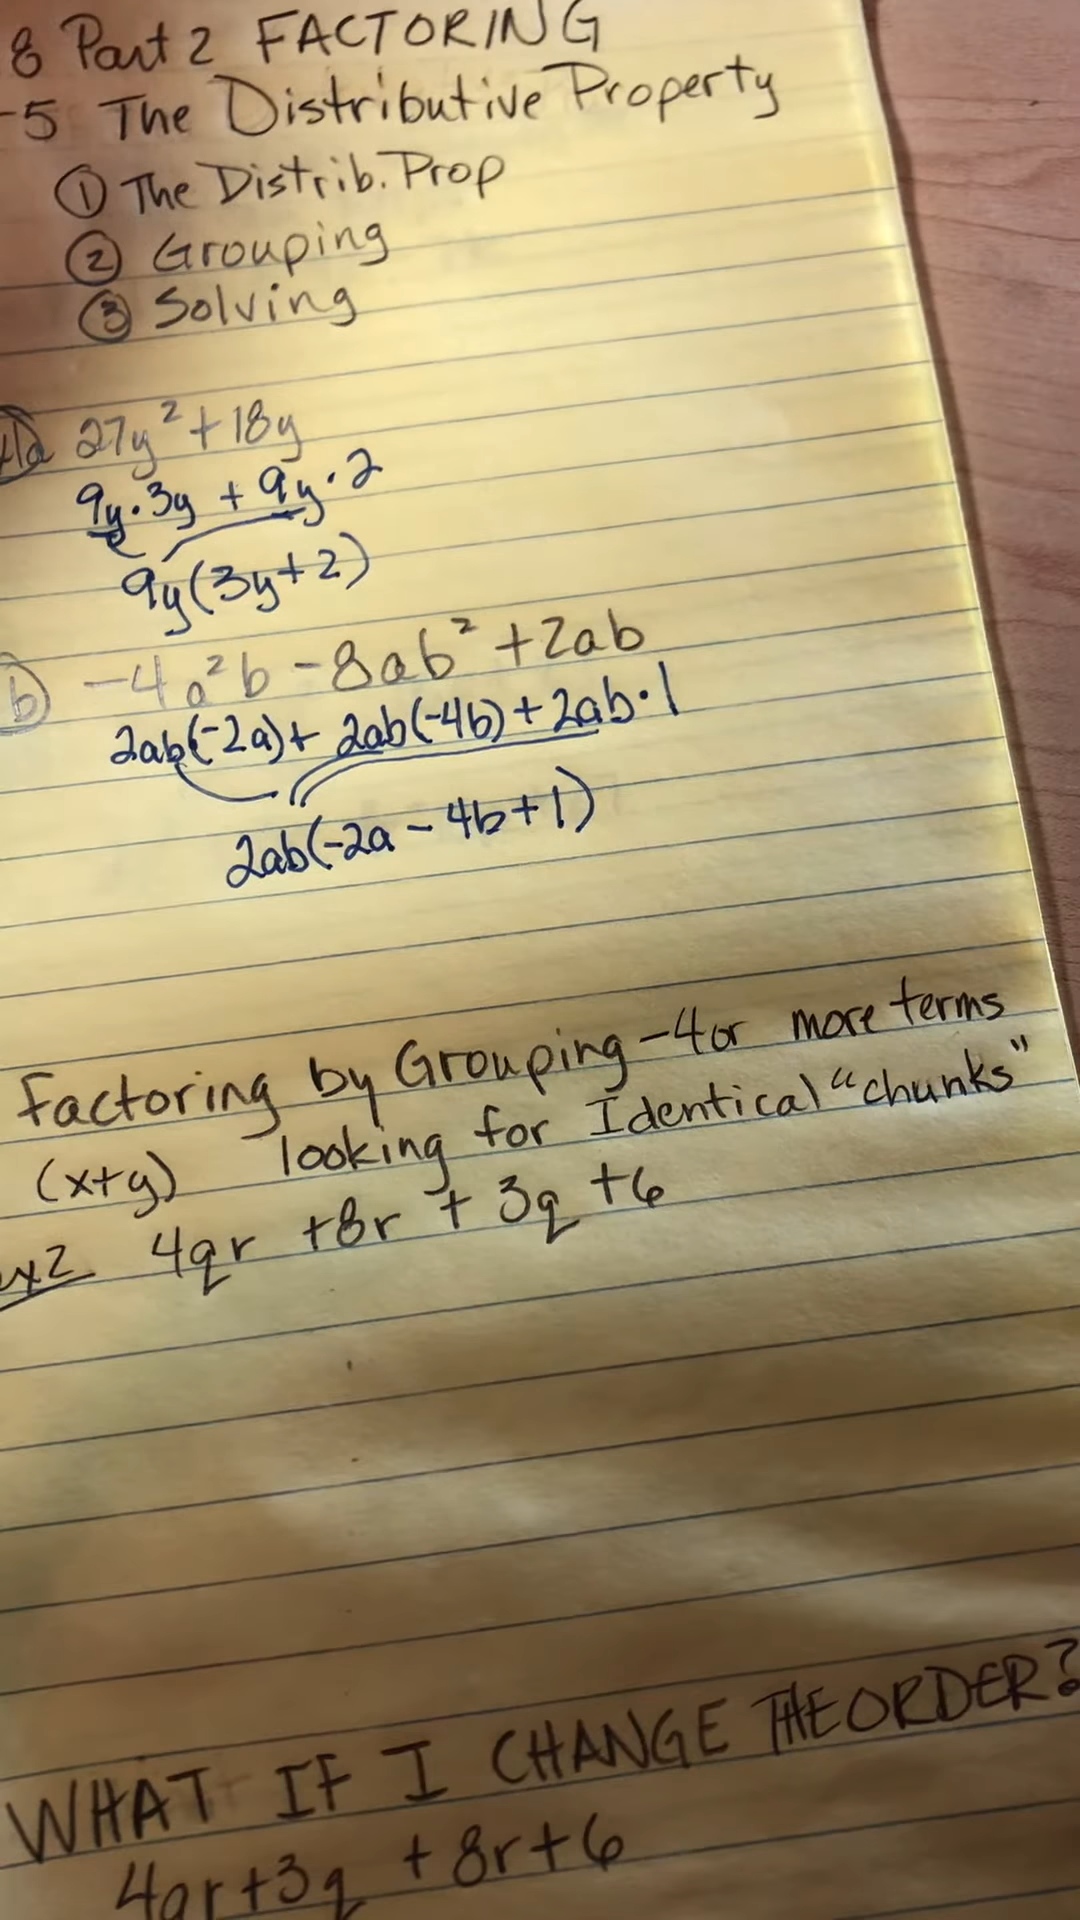 8 Part 2 FACTORING
-5 The Distributive Property
① The Distrib. Prop
② Grouping
③ Solving
1a 27y² + 18y
9y · 3y + 9y · 2
9y(3y + 2)
b) -4a²b - 8ab² + 2ab
2ab(-2a) + 2ab(-4b) + 2ab · 1
2ab(-2a - 4b + 1)
Factoring by Grouping - 4 or more terms
(x+y) looking for Identical "chunks"
ex2 4qr + 8r + 3q + 6
WHAT IF I CHANGE THE ORDER?
4qr + 3q + 8r + 6